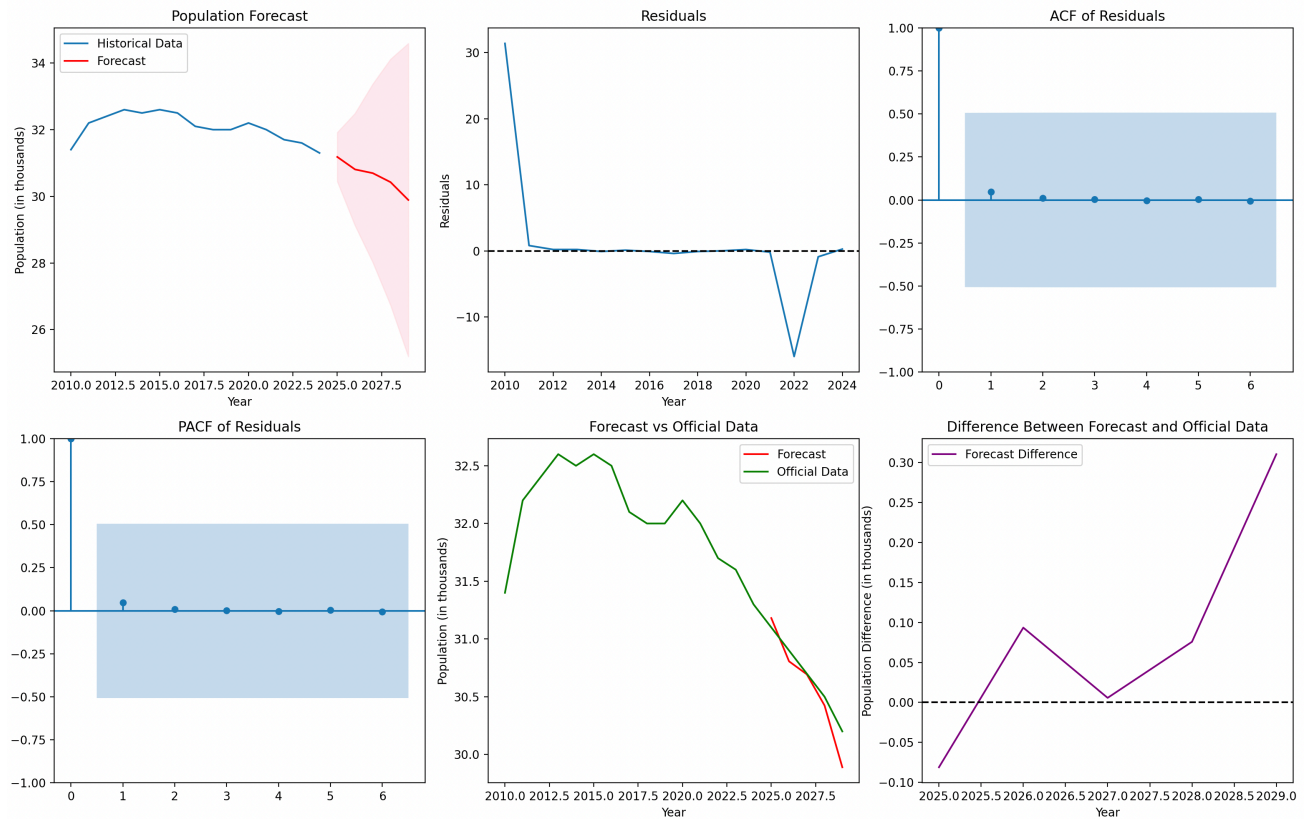 Population Forecast
Historical Data
Forecast
Population (in thousands)
34
32
30
28
26
2010.0 2012.5 2015.0 2017.5 2020.0 2022.5 2025.0 2027.5
Year
Residuals
Residuals
30
20
10
0
−10
2010 2012 2014 2016 2018 2020 2022 2024
Year
ACF of Residuals
1.00
0.75
0.50
0.25
0.00
−0.25
−0.50
−0.75
−1.00
0 1 2 3 4 5 6
PACF of Residuals
1.00
0.75
0.50
0.25
0.00
−0.25
−0.50
−0.75
−1.00
0 1 2 3 4 5 6
Forecast vs Official Data
Forecast
Official Data
Population (in thousands)
32.5
32.0
31.5
31.0
30.5
30.0
2010.0 2012.5 2015.0 2017.5 2020.0 2022.5 2025.0 2027.5
Year
Difference Between Forecast and Official Data
Forecast Difference
Population Difference (in thousands)
0.30
0.25
0.20
0.15
0.10
0.05
0.00
−0.05
−0.10
2025.0 2025.5 2026.0 2026.5 2027.0 2027.5 2028.0 2028.5 2029.0
Year